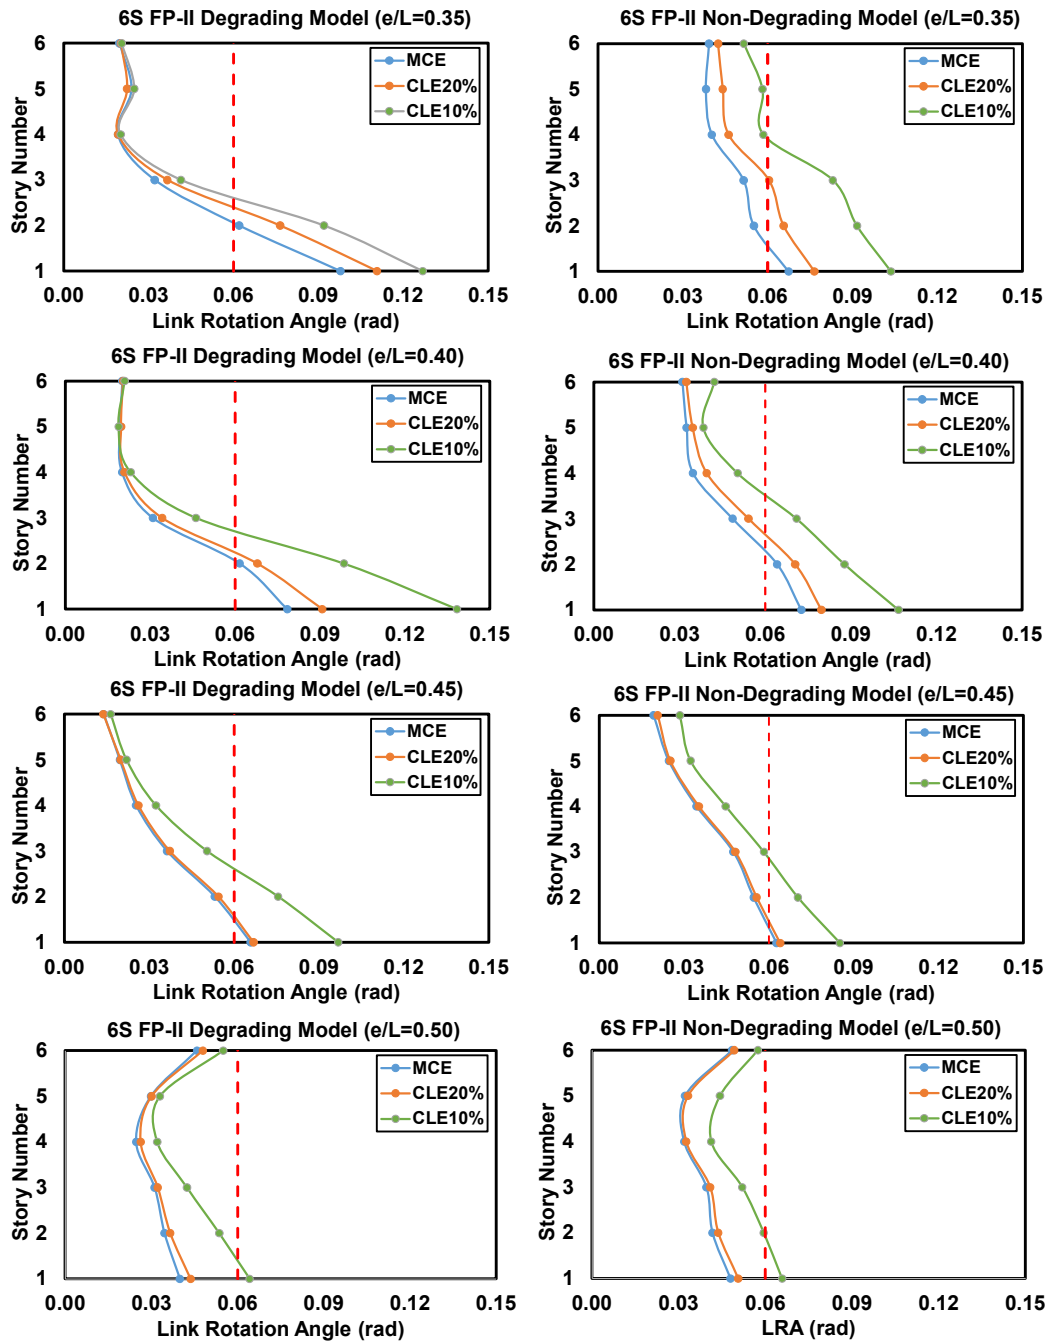 6S FP-II Degrading Model (e/L=0.35)
6
5
4
3
2
1
Story Number
MCE
CLE20%
CLE10%
0.00 0.03 0.06 0.09 0.12 0.15
Link Rotation Angle (rad)
6S FP-II Non-Degrading Model (e/L=0.35)
6
5
4
3
2
1
Story Number
MCE
CLE20%
CLE10%
0.00 0.03 0.06 0.09 0.12 0.15
Link Rotation Angle (rad)
6S FP-II Degrading Model (e/L=0.40)
6
5
4
3
2
1
Story Number
MCE
CLE20%
CLE10%
0.00 0.03 0.06 0.09 0.12 0.15
Link Rotation Angle (rad)
6S FP-II Non-Degrading Model (e/L=0.40)
6
5
4
3
2
1
Story Number
MCE
CLE20%
CLE10%
0.00 0.03 0.06 0.09 0.12 0.15
Link Rotation Angle (rad)
6S FP-II Degrading Model (e/L=0.45)
6
5
4
3
2
1
Story Number
MCE
CLE20%
CLE10%
0.00 0.03 0.06 0.09 0.12 0.15
Link Rotation Angle (rad)
6S FP-II Non-Degrading Model (e/L=0.45)
6
5
4
3
2
1
Story Number
MCE
CLE20%
CLE10%
0.00 0.03 0.06 0.09 0.12 0.15
Link Rotation Angle (rad)
6S FP-II Degrading Model (e/L=0.50)
6
5
4
3
2
1
Story Number
MCE
CLE20%
CLE10%
0.00 0.03 0.06 0.09 0.12 0.15
Link Rotation Angle (rad)
6S FP-II Non-Degrading Model (e/L=0.50)
6
5
4
3
2
1
Story Number
MCE
CLE20%
CLE10%
0.00 0.03 0.06 0.09 0.12 0.15
LRA (rad)